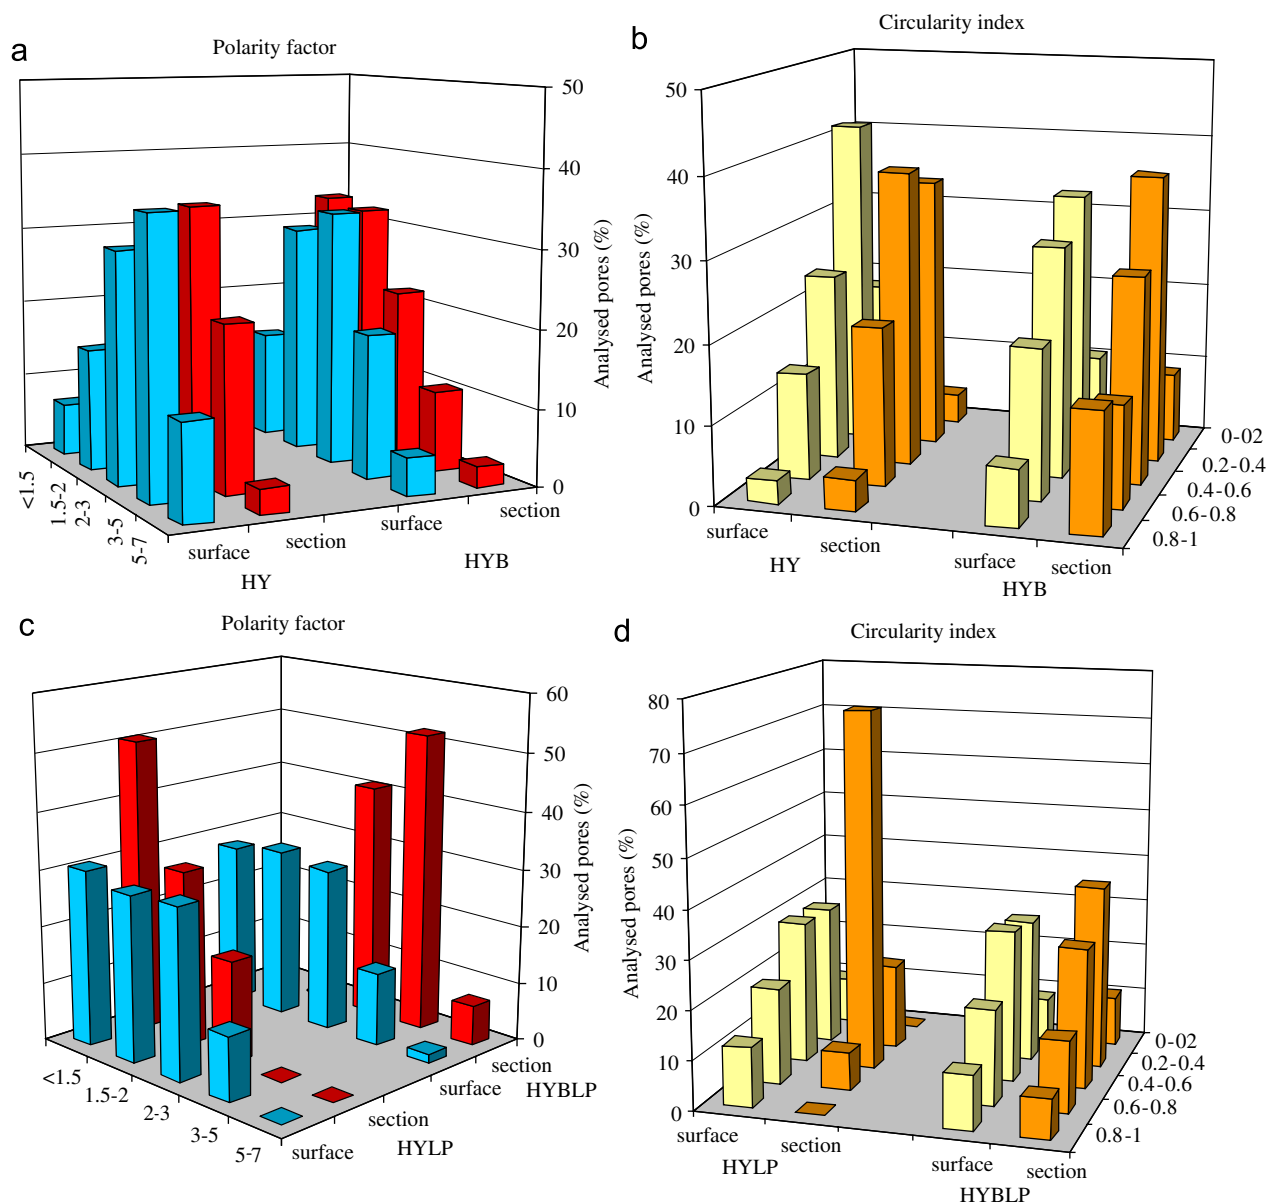 a
Polarity factor
50
40
30
20
10
0
Analysed pores (%)
<1.5
1.5-2
2-3
3-5
5-7
surface
section
surface
section
HY
HYB
b
Circularity index
50
40
30
20
10
0
Analysed pores (%)
0-02
0.2-0.4
0.4-0.6
0.6-0.8
0.8-1
surface
section
surface
section
HY
HYB
c
Polarity factor
60
50
40
30
20
10
0
Analysed pores (%)
<1.5
1.5-2
2-3
3-5
5-7
surface
section
surface
section
HYLP
HYBLP
d
Circularity index
80
70
60
50
40
30
20
10
0
Analysed pores (%)
0-02
0.2-0.4
0.4-0.6
0.6-0.8
0.8-1
surface
section
surface
section
HYLP
HYBLP